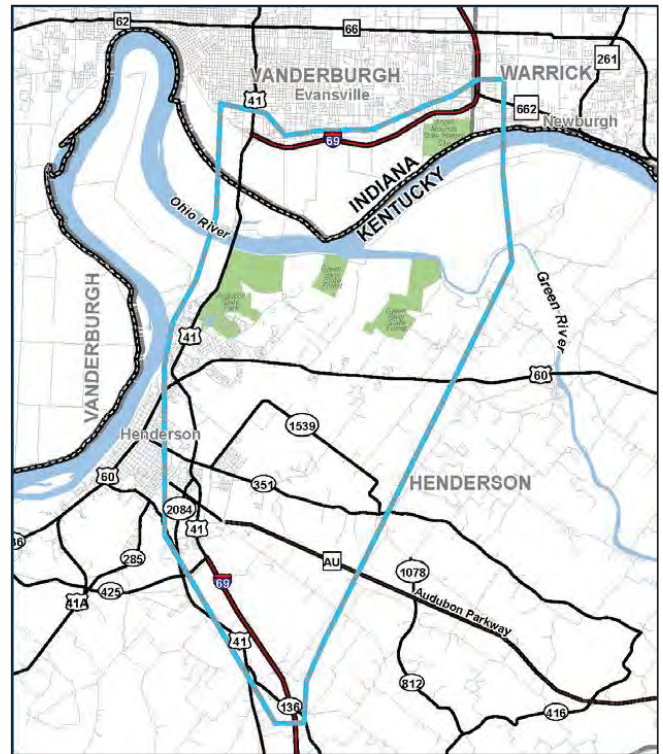 62
66
261
VANDERBURGH
WARRICK
Evansville
41
662
Newburgh
69
INDIANA
KENTUCKY
Ohio River
Green River
41
VANDERBURGH
60
Henderson
1539
60
351
HENDERSON
2084
41
285
AU
1078
69
425
41A
Audubon Parkway
41
812
136
416